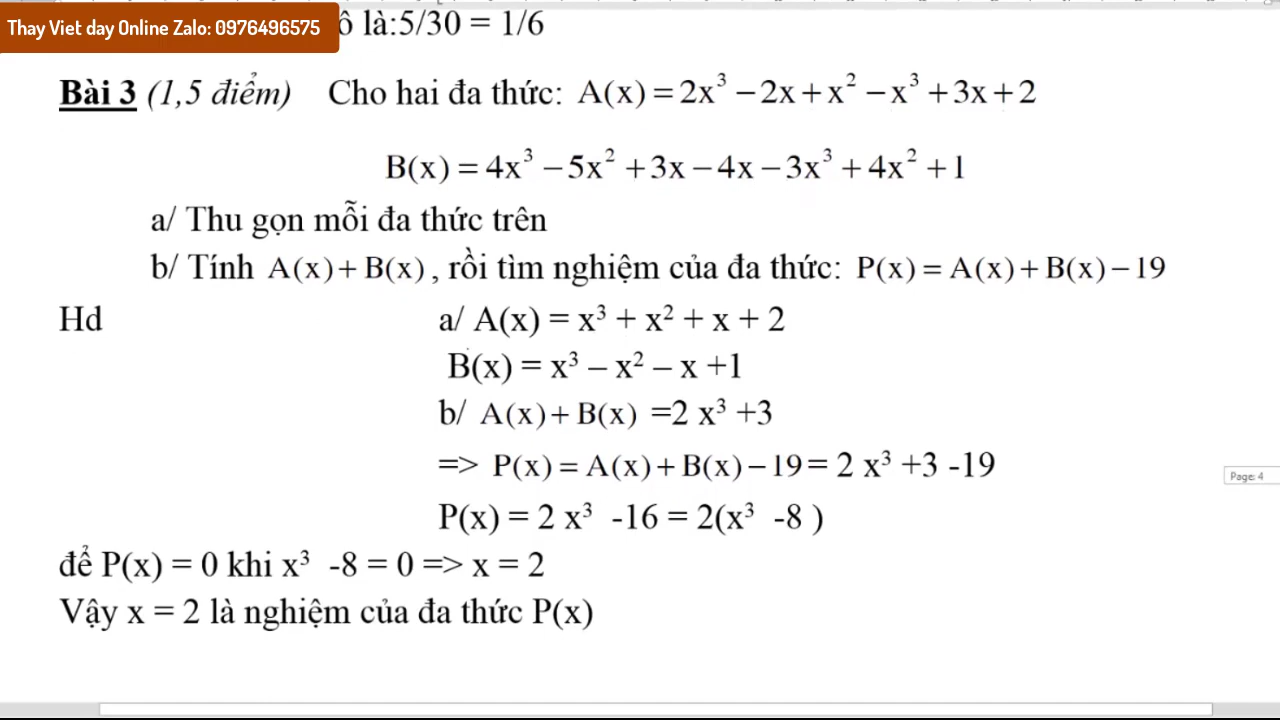 Thay Viet day Online Zalo: 0976496575
ô là:5/30 = 1/6
Bài 3 (1,5 điểm) Cho hai đa thức: A(x) = 2x³ − 2x + x² − x³ + 3x + 2
B(x) = 4x³ − 5x² + 3x − 4x − 3x³ + 4x² + 1
a/ Thu gọn mỗi đa thức trên
b/ Tính A(x) + B(x), rồi tìm nghiệm của đa thức: P(x) = A(x) + B(x) − 19
Hd a/ A(x) = x³ + x² + x + 2
B(x) = x³ – x² – x +1
b/ A(x) + B(x) =2 x³ +3
=> P(x) = A(x) + B(x) − 19 = 2 x³ +3 -19
P(x) = 2 x³ -16 = 2(x³ -8 )
để P(x) = 0 khi x³ -8 = 0 => x = 2
Vậy x = 2 là nghiệm của đa thức P(x)
Page: 4